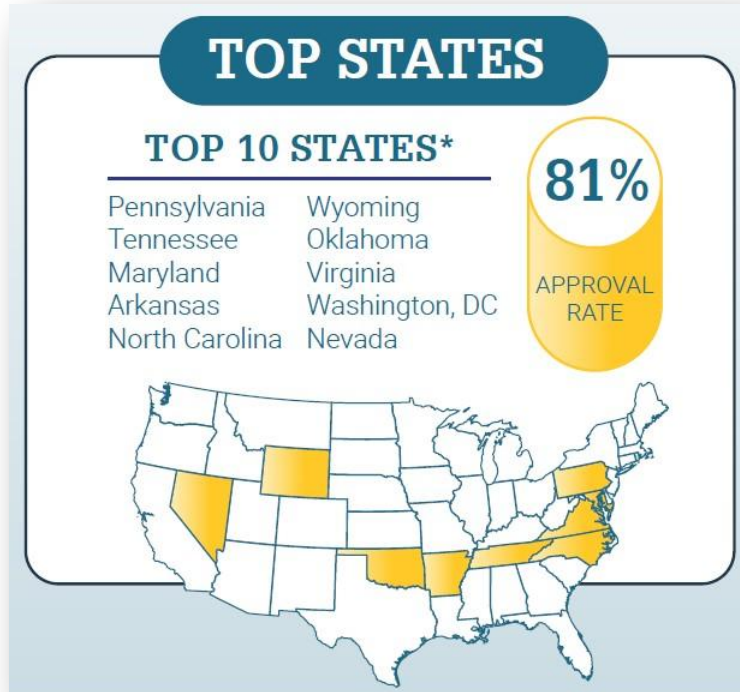 TOP STATES
TOP 10 STATES*
Pennsylvania
Tennessee
Maryland
Arkansas
North Carolina
Wyoming
Oklahoma
Virginia
Washington, DC
Nevada
81%
APPROVAL
RATE